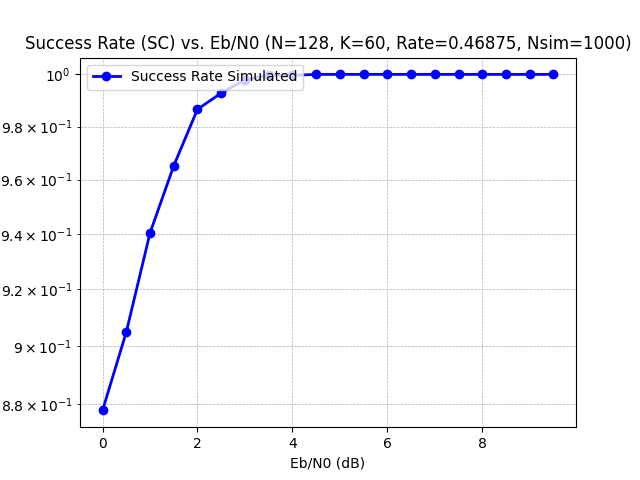 Success Rate (SC) vs. Eb/N0 (N=128, K=60, Rate=0.46875, Nsim=1000)
Success Rate Simulated
10⁰
9.8 × 10⁻¹
9.6 × 10⁻¹
9.4 × 10⁻¹
9.2 × 10⁻¹
9 × 10⁻¹
8.8 × 10⁻¹
0 2 4 6 8
Eb/N0 (dB)